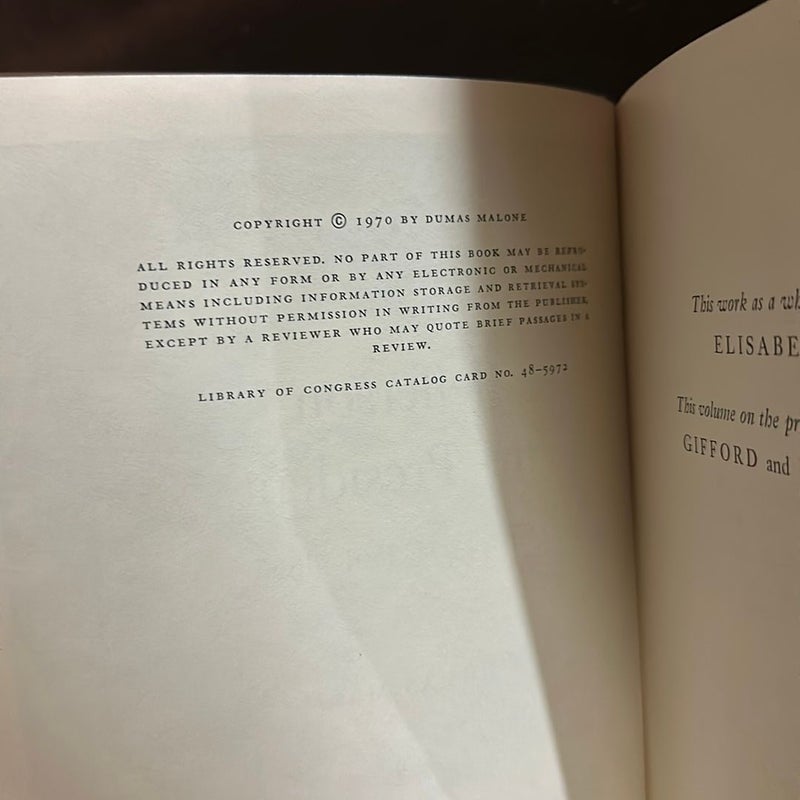 COPYRIGHT © 1970 BY DUMAS MALONE
ALL RIGHTS RESERVED. NO PART OF THIS BOOK MAY BE REPRO-
DUCED IN ANY FORM OR BY ANY ELECTRONIC OR MECHANICAL
MEANS INCLUDING INFORMATION STORAGE AND RETRIEVAL SYS-
TEMS WITHOUT PERMISSION IN WRITING FROM THE PUBLISHER,
EXCEPT BY A REVIEWER WHO MAY QUOTE BRIEF PASSAGES IN A
REVIEW.
LIBRARY OF CONGRESS CATALOG CARD NO. 48-5972
This work as a wh
ELISABE
This volume on the pr
GIFFORD and